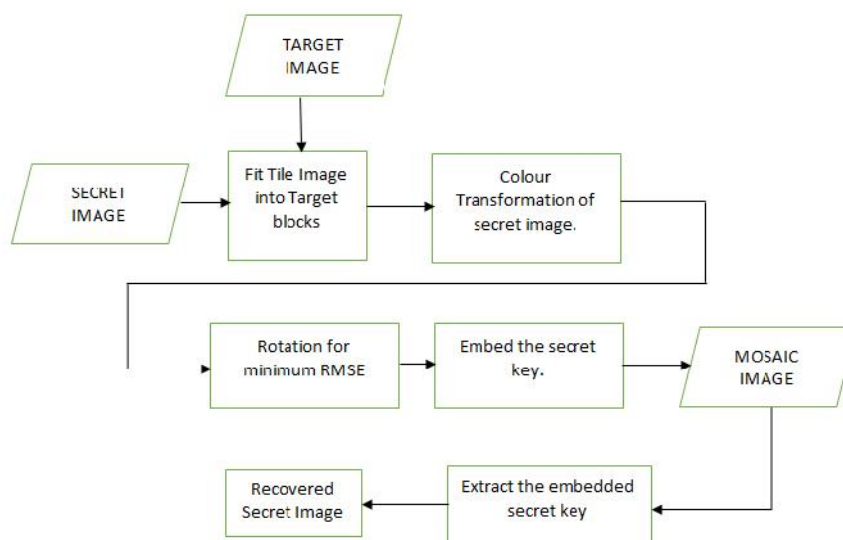 TARGET
IMAGE
SECRET
IMAGE
Fit Tile Image
into Target
blocks
Colour
Transformation of
secret image.
Rotation for
minimum RMSE
Embed the secret
key.
MOSAIC
IMAGE
Recovered
Secret Image
Extract the embedded
secret key